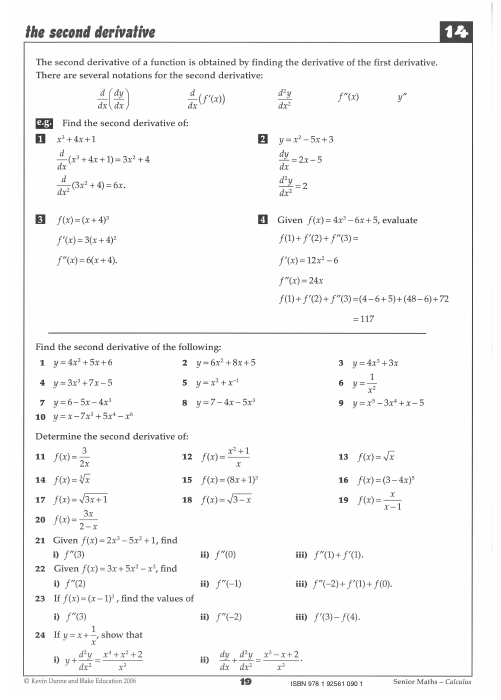 the second derivative 14
The second derivative of a function is obtained by finding the derivative of the first derivative.
There are several notations for the second derivative:
d/dx(dy/dx) d/dx(f′(x)) d²y/dx² f″(x) y″
e.g. Find the second derivative of:
1 x³ + 4x + 1
d/dx(x³ + 4x + 1) = 3x² + 4
d/dx²(3x² + 4) = 6x.
2 y = x² − 5x + 3
dy/dx = 2x − 5
d²y/dx² = 2
3 f(x) = (x + 4)³
f′(x) = 3(x + 4)²
f″(x) = 6(x + 4).
4 Given f(x) = 4x³ − 6x + 5, evaluate
f(1) + f′(2) + f″(3) =
f′(x) = 12x² − 6
f″(x) = 24x
f(1) + f′(2) + f″(3) = (4 − 6 + 5) + (48 − 6) + 72
= 117
Find the second derivative of the following:
1 y = 4x² + 5x + 6 2 y = 6x² + 8x + 5 3 y = 4x³ + 3x
4 y = 3x³ + 7x − 5 5 y = x² + x⁻¹ 6 y = 1/x²
7 y = 6 − 5x − 4x² 8 y = 7 − 4x − 5x³ 9 y = x⁵ − 3x⁴ + x − 5
10 y = x − 7x² + 5x⁴ − x⁶
Determine the second derivative of:
11 f(x) = 3/2x 12 f(x) = x² + 1/x 13 f(x) = √x
14 f(x) = ∛x 15 f(x) = (8x + 1)³ 16 f(x) = (3 − 4x)⁵
17 f(x) = √3x + 1 18 f(x) = √3 − x 19 f(x) = x/x − 1
20 f(x) = 3x/2 − x
21 Given f(x) = 2x³ − 5x² + 1, find
i) f″(3) ii) f″(0) iii) f″(1) + f′(1).
22 Given f(x) = 3x + 5x² − x³, find
i) f″(2) ii) f″(−1) iii) f″(−2) + f′(1) + f(0).
23 If f(x) = (x − 1)³, find the values of
i) f″(3) ii) f″(−2) iii) f′(3) − f(4).
24 If y = x + 1/x, show that
i) y + d²y/dx² = x⁴ + x² + 2/x³ ii) dy/dx + d²y/dx² = x³ − x + 2/x³.
© Kevin Dunne and Blake Education 2006 19 ISBN 978 1 92561 090 1 Senior Maths – Calculus